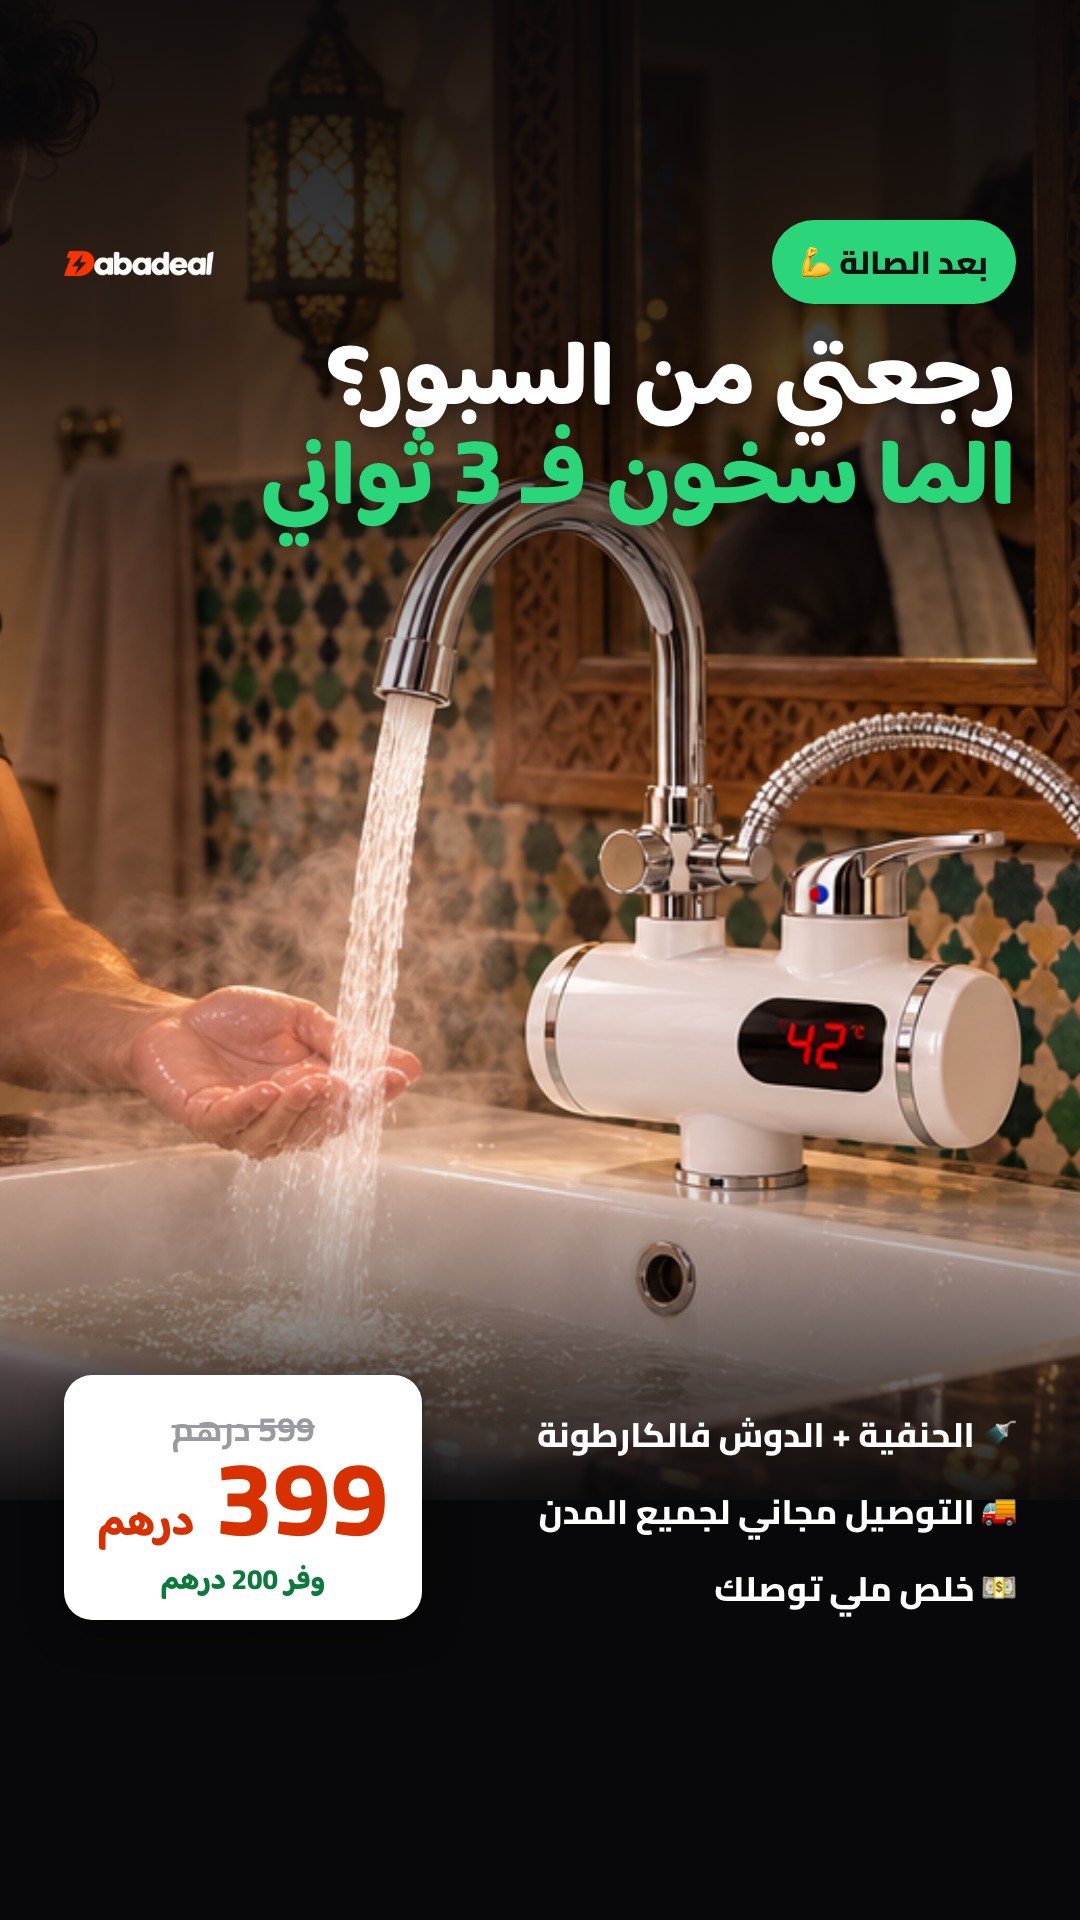 Dabadeal
بعد الصالة 💪
رجعتي من السبور؟
الما سخون فـ 3 ثواني
42°C
🚿 الحنفية + الدوش فالكارطونة
🚚 التوصيل مجاني لجميع المدن
💵 خلص ملي توصلك
599 درهم
399 درهم
وفر 200 درهم